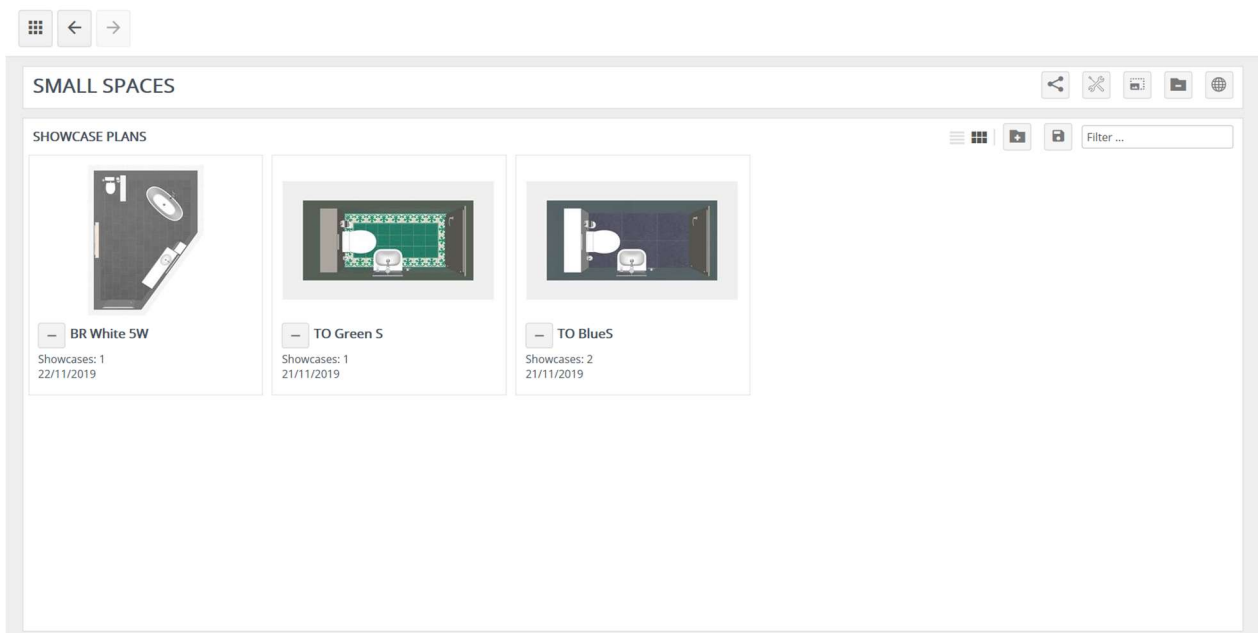 SMALL SPACES
SHOWCASE PLANS
Filter ...
BR White 5W
Showcases: 1
22/11/2019
TO Green S
Showcases: 1
21/11/2019
TO BlueS
Showcases: 2
21/11/2019